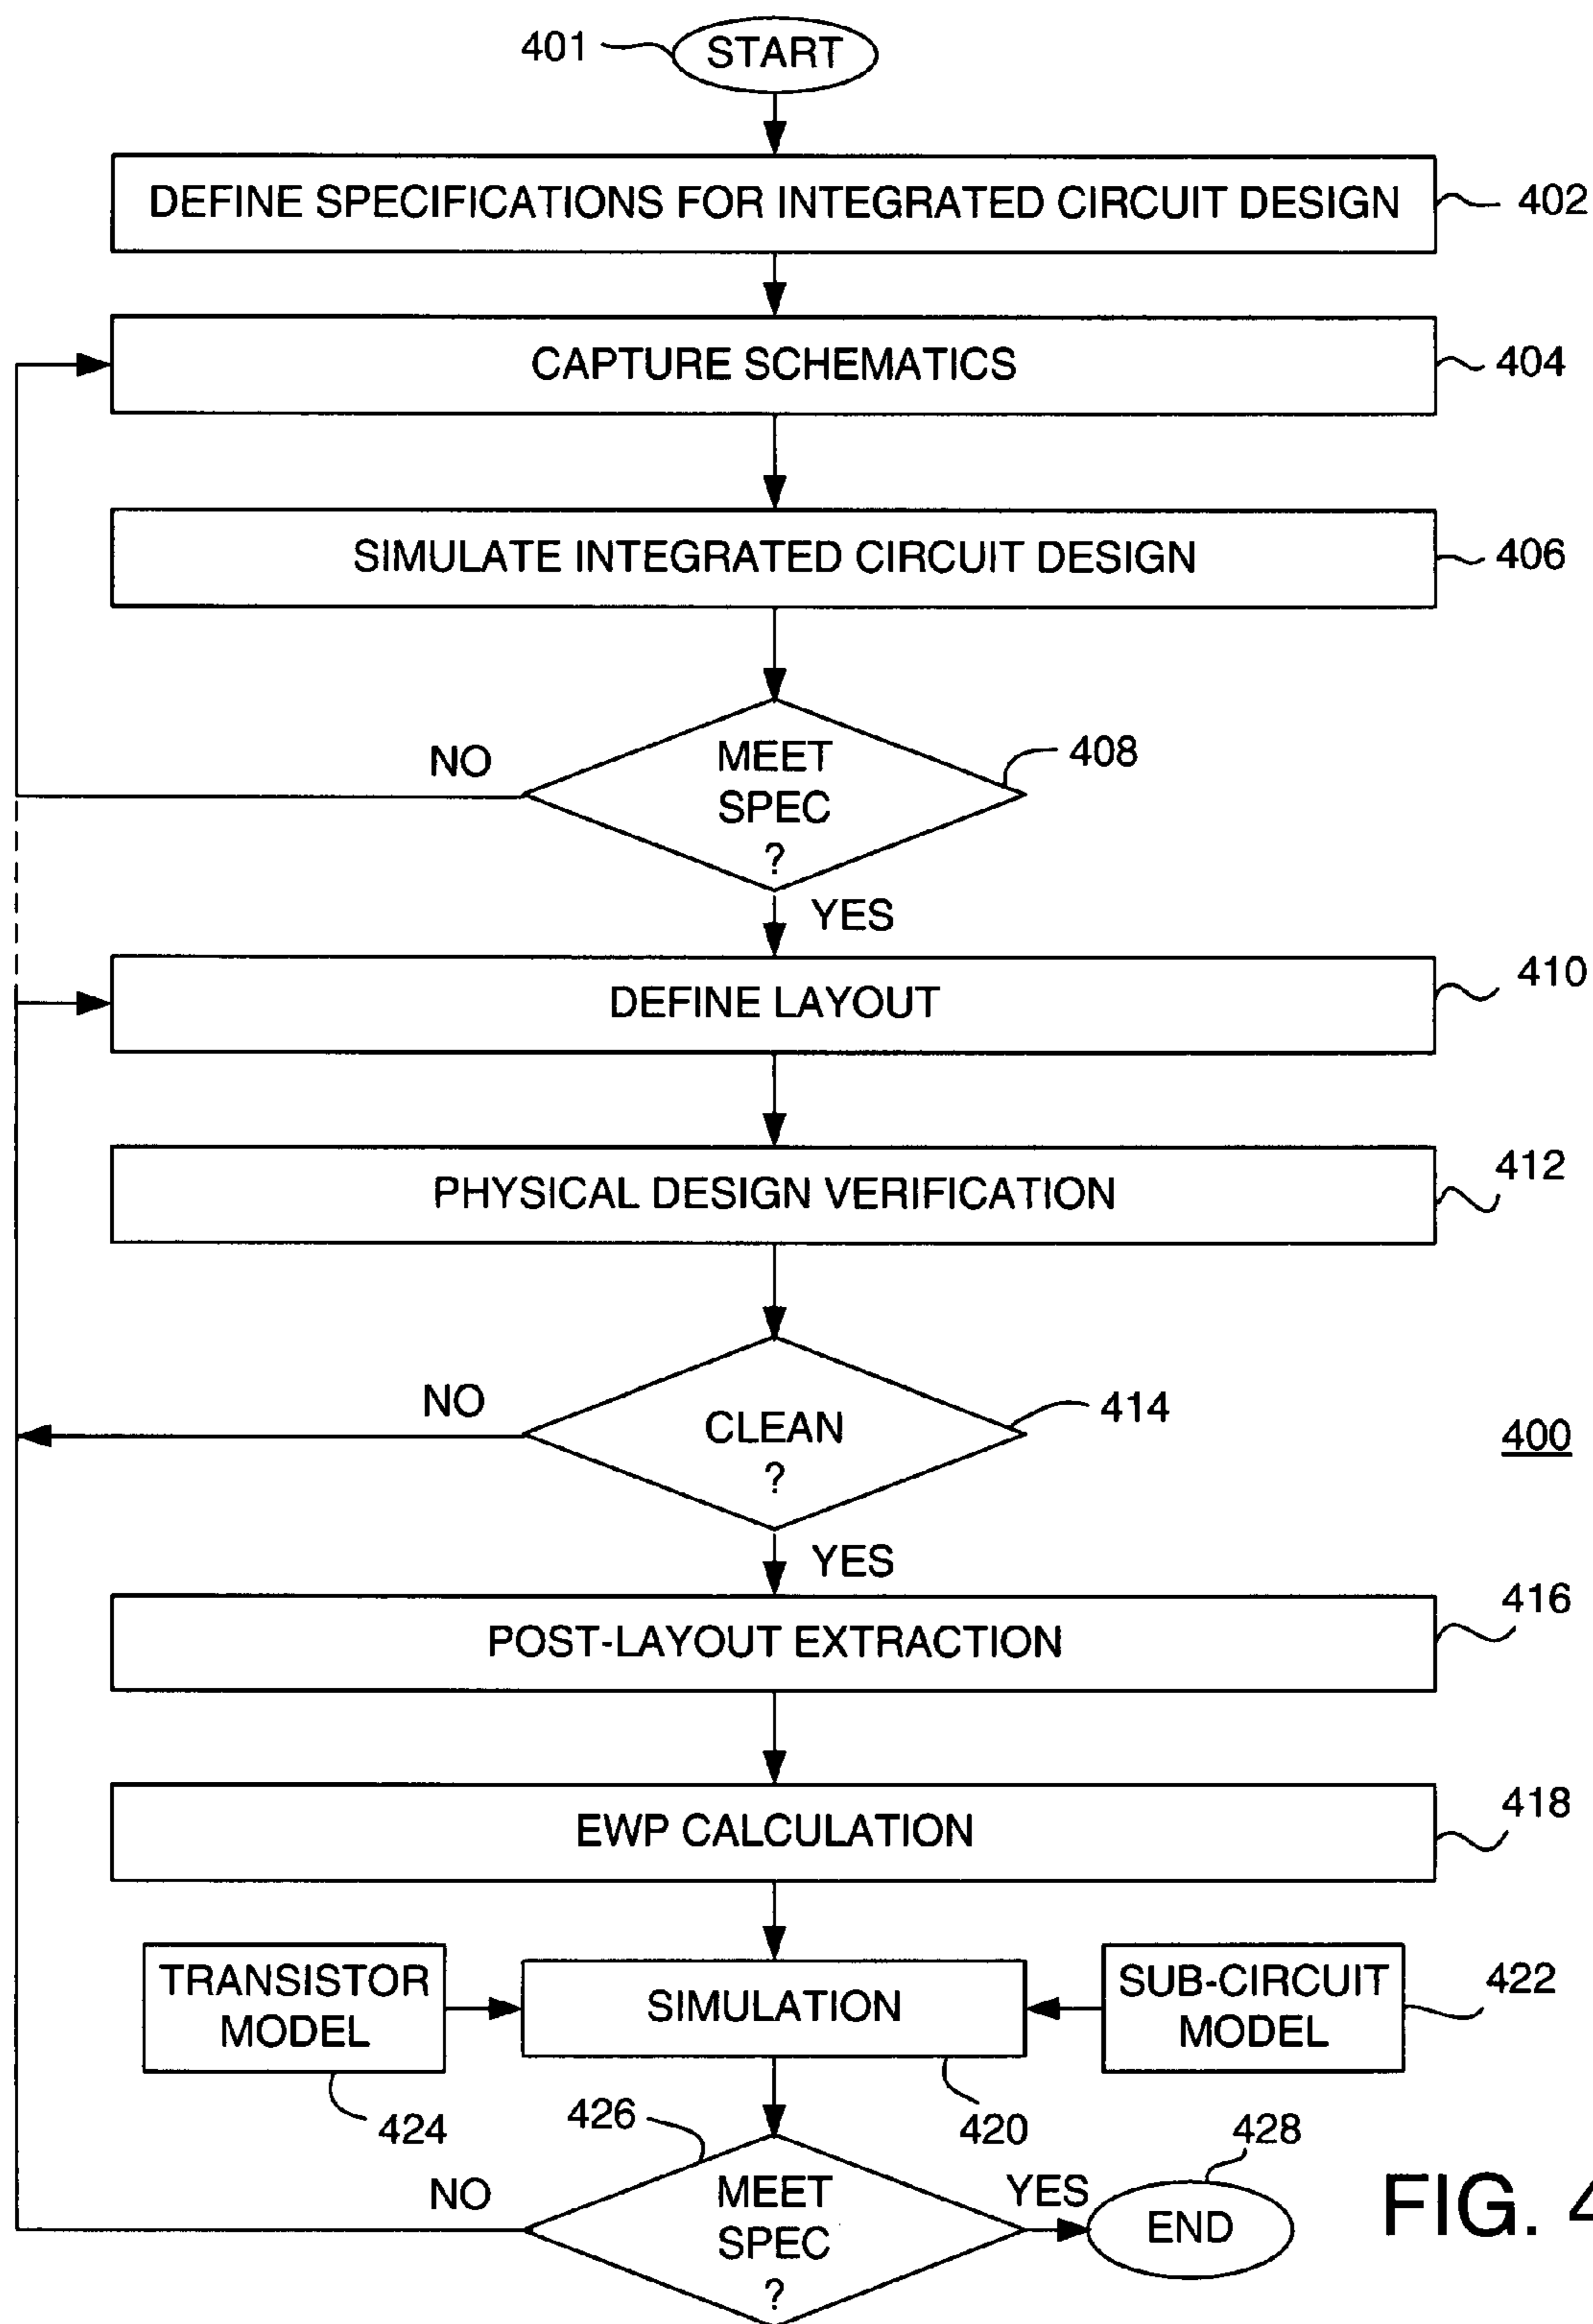 401
START
DEFINE SPECIFICATIONS FOR INTEGRATED CIRCUIT DESIGN
402
CAPTURE SCHEMATICS
404
SIMULATE INTEGRATED CIRCUIT DESIGN
406
NO
MEET
SPEC
?
408
YES
DEFINE LAYOUT
410
PHYSICAL DESIGN VERIFICATION
412
NO
CLEAN
?
414
400
YES
POST-LAYOUT EXTRACTION
416
EWP CALCULATION
418
TRANSISTOR
MODEL
SIMULATION
SUB-CIRCUIT
MODEL
422
424
426
420
428
NO
MEET
SPEC
?
YES
END
FIG. 4